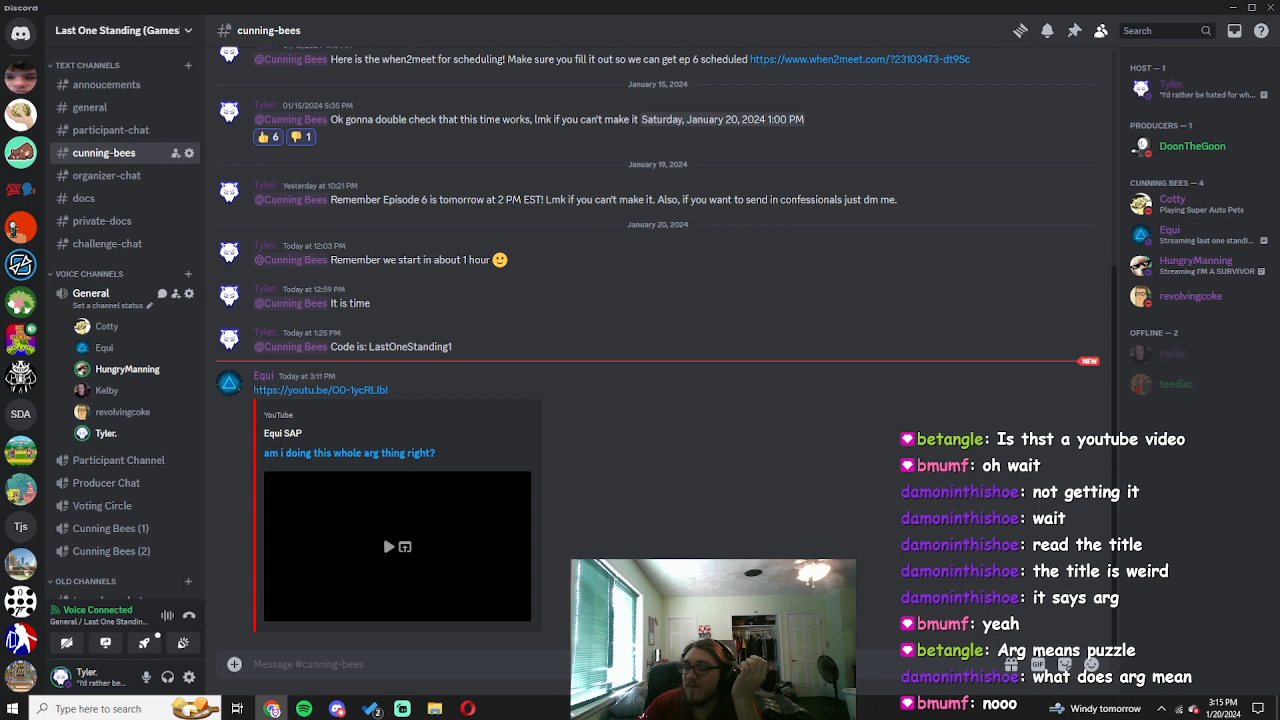 Discord
Last One Standing (Games
cunning-bees
Search
TEXT CHANNELS
annoucements
general
participant-chat
cunning-bees
organizer-chat
docs
private-docs
challenge-chat
VOICE CHANNELS
General
Set a channel status
Cotty
Equi
HungryManning
Kelby
revolvingcoke
Tyler.
Participant Channel
Producer Chat
Voting Circle
Cunning Bees (1)
Cunning Bees (2)
OLD CHANNELS
SDA
Tjs
Voice Connected
General / Last One Standi...
Tyler.
"I'd rather be...
@Cunning Bees Here is the when2meet for scheduling! Make sure you fill it out so we can get ep 6 scheduled https://www.when2meet.com/?23103473-dt9Sc
January 15, 2024
Tyler. 01/15/2024 5:35 PM
@Cunning Bees Ok gonna double check that this time works, lmk if you can't make it Saturday, January 20, 2024 1:00 PM
6 1
January 19, 2024
Tyler. Yesterday at 10:21 PM
@Cunning Bees Remember Episode 6 is tomorrow at 2 PM EST! Lmk if you can't make it. Also, if you want to send in confessionals just dm me.
January 20, 2024
Tyler. Today at 12:03 PM
@Cunning Bees Remember we start in about 1 hour
Tyler. Today at 12:59 PM
@Cunning Bees It is time
Tyler. Today at 1:25 PM
@Cunning Bees Code is: LastOneStanding1
NEW
Equi Today at 3:11 PM
https://youtu.be/O0-1ycRLIbI
YouTube
Equi SAP
am i doing this whole arg thing right?
Message #cunning-bees
HOST — 1
Tyler.
"I'd rather be hated for wh...
PRODUCERS — 1
DoonTheGoon
CUNNING BEES — 4
Cotty
Playing Super Auto Pets
Equi
Streaming last one standi...
HungryManning
Streaming I'M A SURVIVOR
revolvingcoke
OFFLINE — 2
Kelby
teedisc
betangle: Is thst a youtube video
bmumf: oh wait
damoninthishoe: not getting it
damoninthishoe: wait
damoninthishoe: read the title
damoninthishoe: the title is weird
damoninthishoe: it says arg
bmumf: yeah
betangle: Arg means puzzle
damoninthishoe: what does arg mean
bmumf: nooo
Type here to search
Windy tomorrow
3:15 PM
1/20/2024